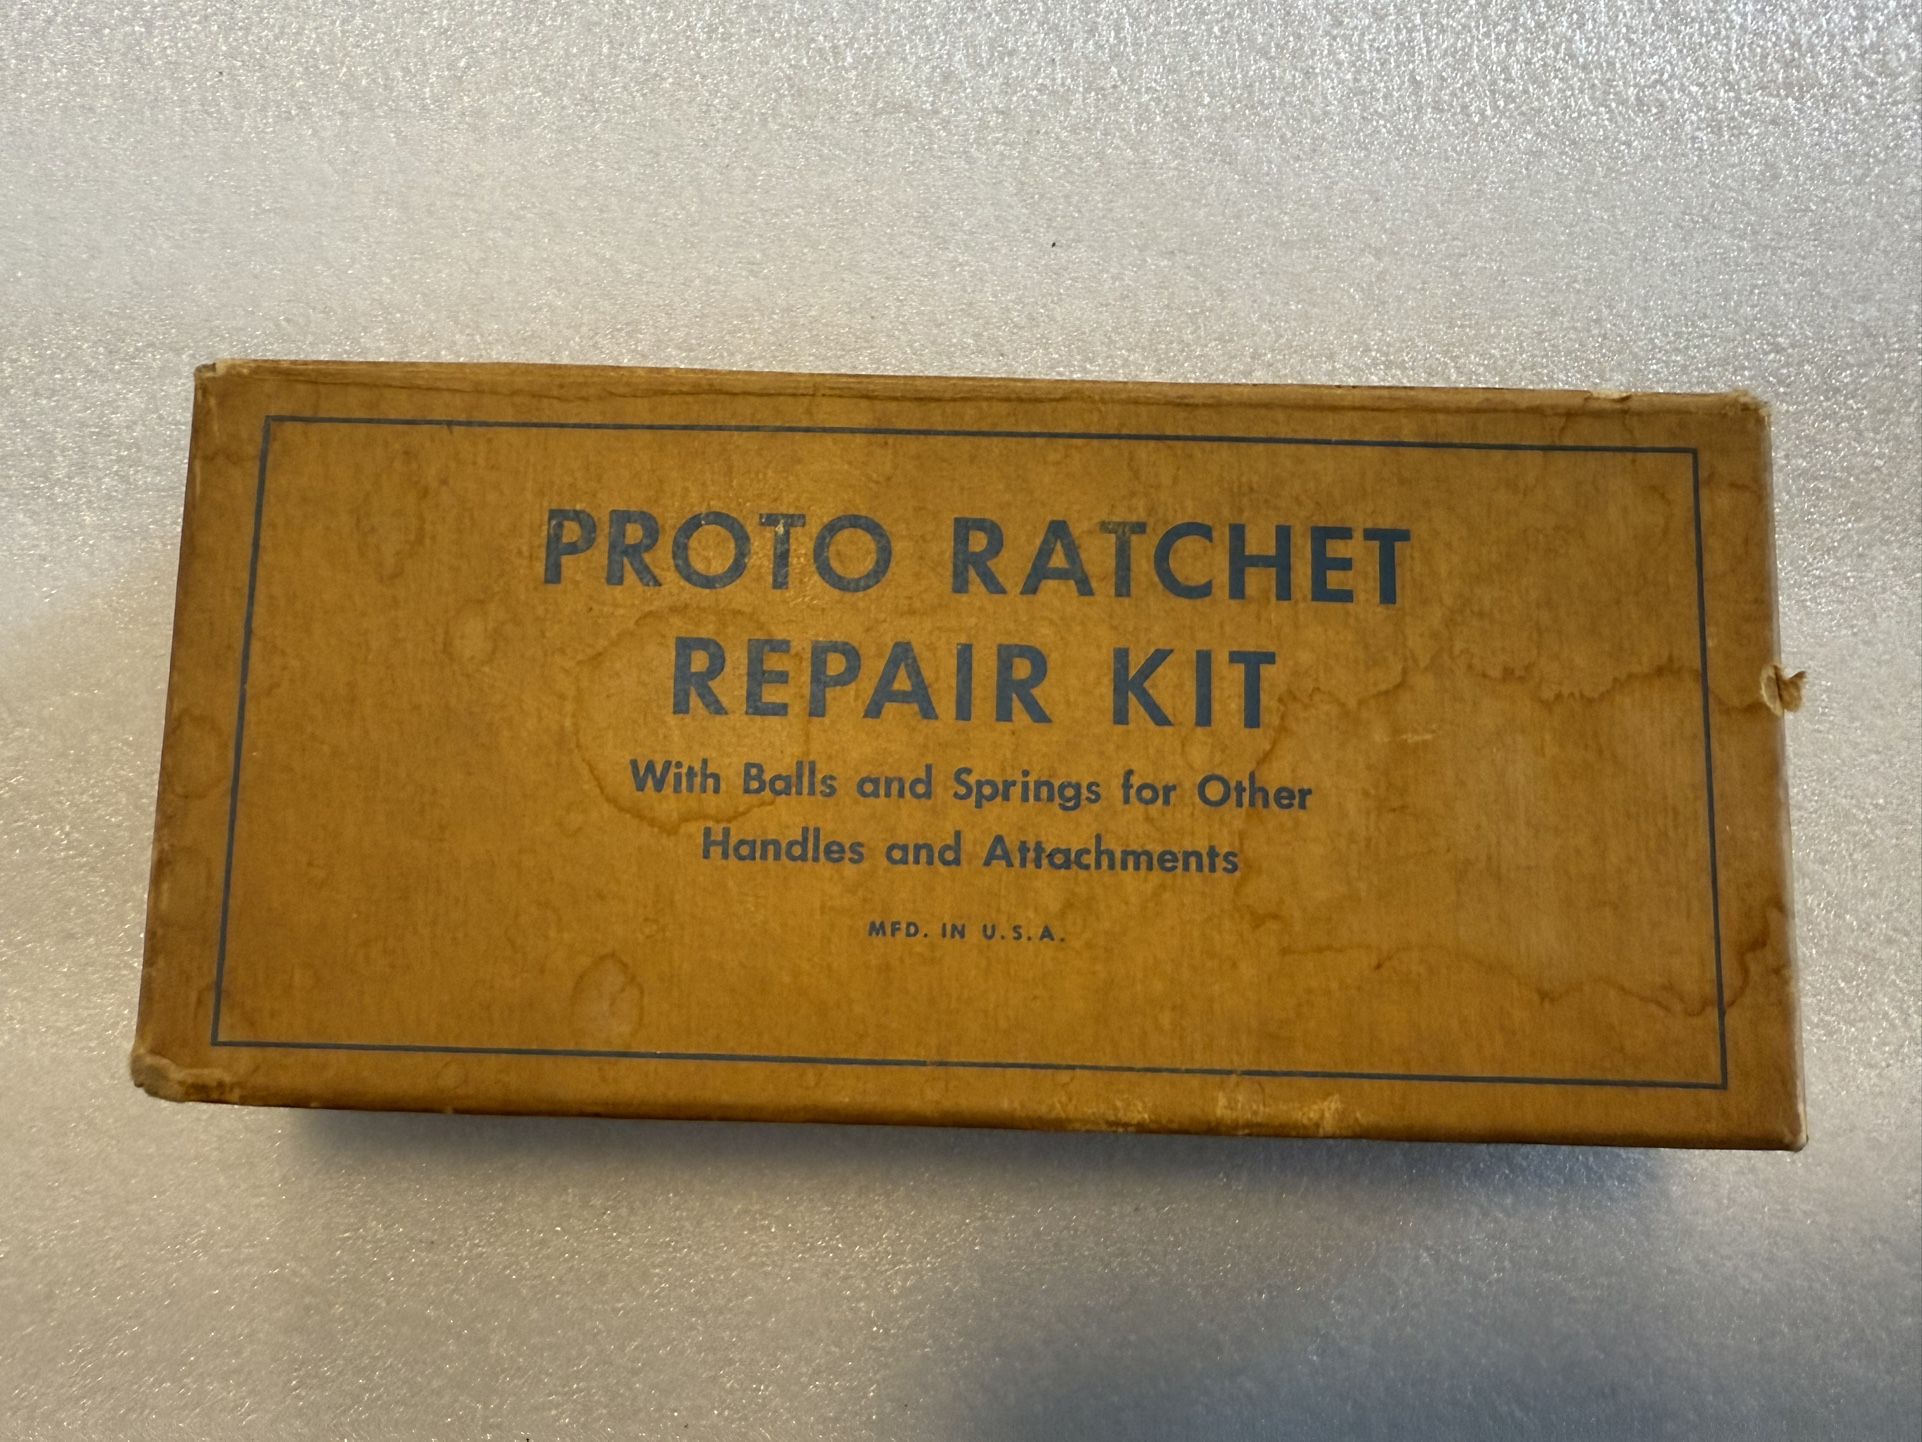 PROTO RATCHET
REPAIR KIT
With Balls and Springs for Other
Handles and Attachments
MFD. IN U.S.A.